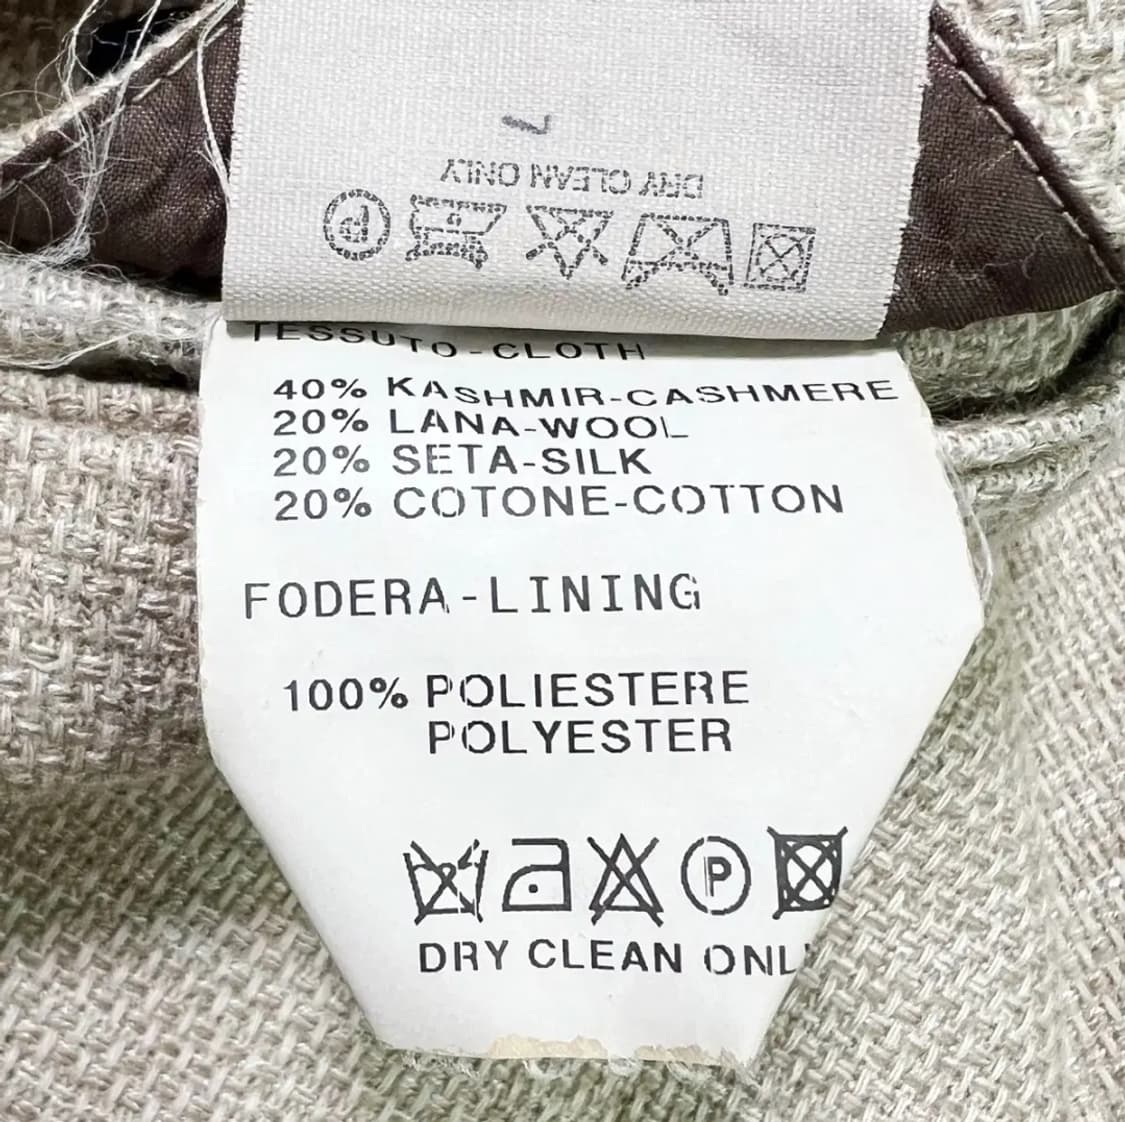 DRY CLEAN ONLY
TESSUTO-CLOTH
40% KASHMIR-CASHMERE
20% LANA-WOOL
20% SETA-SILK
20% COTONE-COTTON
FODERA-LINING
100% POLIESTERE
POLYESTER
P
DRY CLEAN ONL